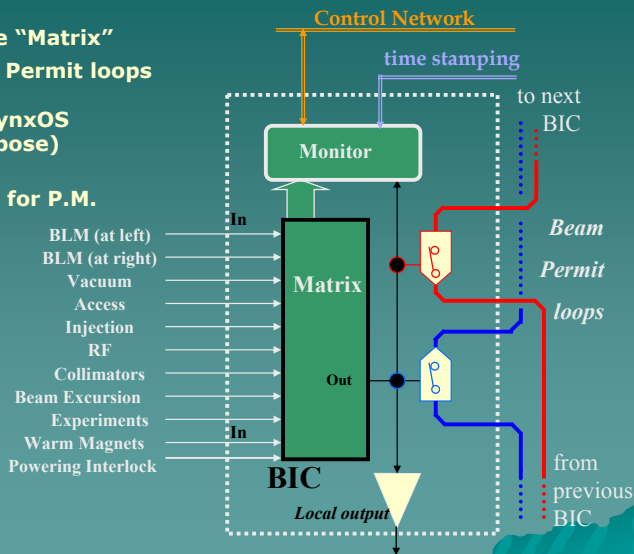 Control Network
e “Matrix”
Permit loops
time stamping
ynxOS
pose)
for P.M.
to next
BIC
Monitor
In
BLM (at left)
BLM (at right)
Vacuum
Access
Injection
RF
Collimators
Beam Excursion
Experiments
Warm Magnets
Powering Interlock
In
Matrix
Out
BIC
Local output
Beam
Permit
loops
from
previous
BIC